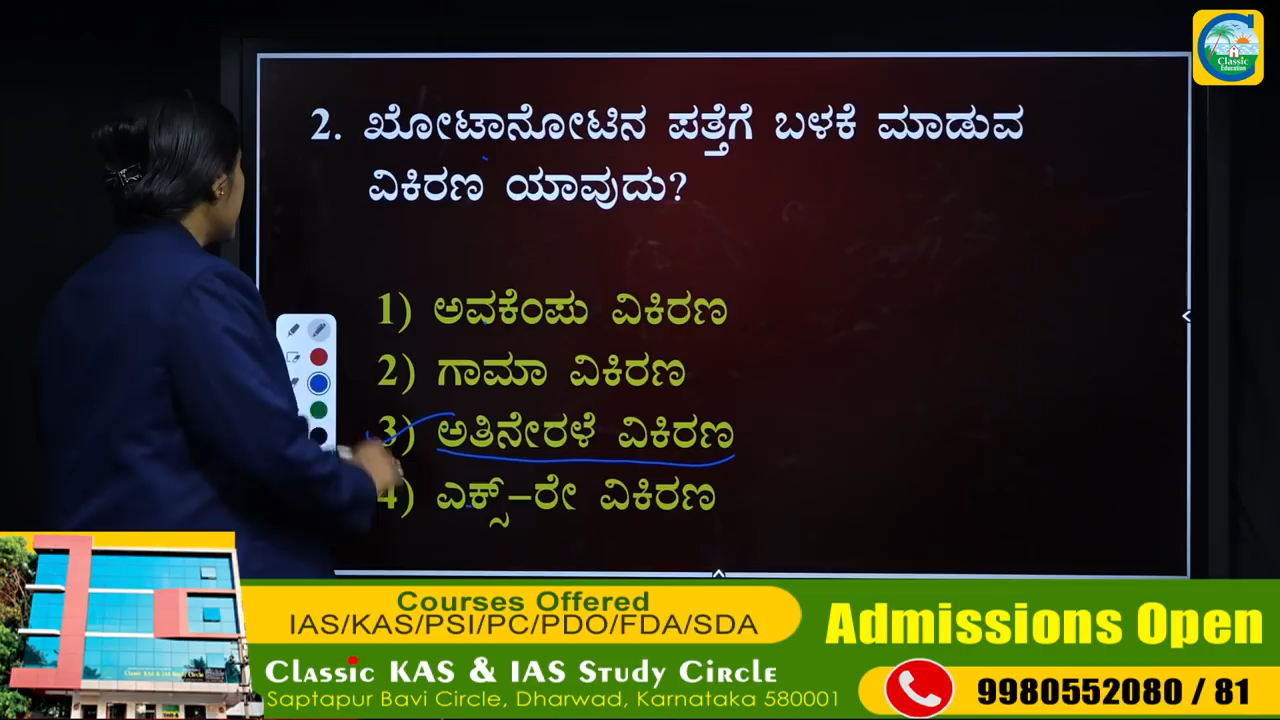 Classic
Education
2. ಖೋಟಾನೋಟಿನ ಪತ್ತೆಗೆ ಬಳಕೆ ಮಾಡುವ
ವಿಕಿರಣ ಯಾವುದು?
1) ಅವಕೆಂಪು ವಿಕಿರಣ
2) ಗಾಮಾ ವಿಕಿರಣ
3) ಅತಿನೇರಳೆ ವಿಕಿರಣ
4) ಎಕ್ಸ್-ರೇ ವಿಕಿರಣ
Courses Offered
IAS/KAS/PSI/PC/PDO/FDA/SDA
Classic KAS & IAS Study Circle
Saptapur Bavi Circle, Dharwad, Karnataka 580001
Admissions Open
9980552080 / 81